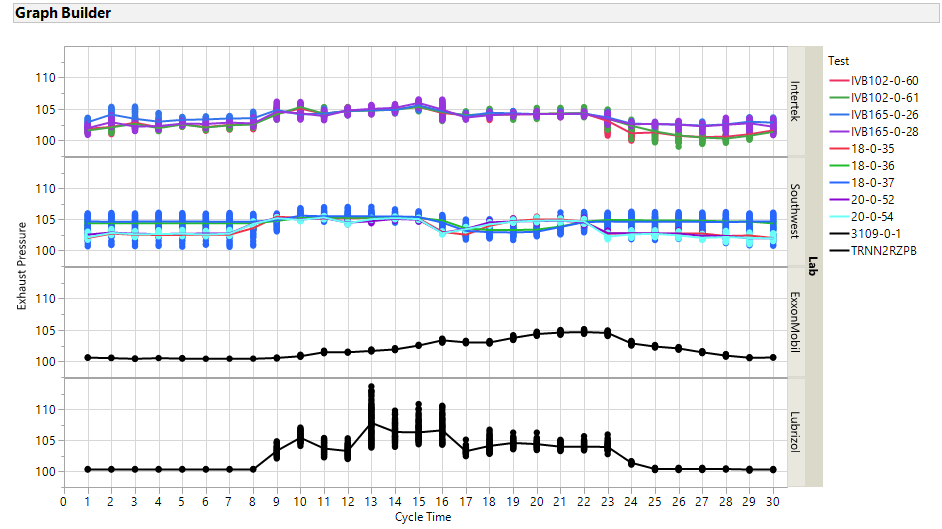 Graph Builder
Exhaust Pressure
110
105
100
Intertek
110
105
100
Southwest
110
105
100
ExxonMobil
110
105
100
Lubrizol
Lab
0 1 2 3 4 5 6 7 8 9 10 11 12 13 14 15 16 17 18 19 20 21 22 23 24 25 26 27 28 29 30
Cycle Time
Test
IVB102-0-60
IVB102-0-61
IVB165-0-26
IVB165-0-28
18-0-35
18-0-36
18-0-37
20-0-52
20-0-54
3109-0-1
TRNN2RZPB